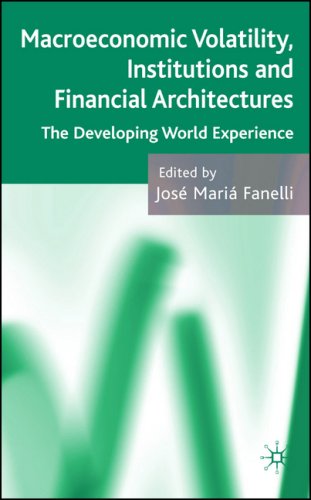 Macroeconomic Volatility,
Institutions and
Financial Architectures
The Developing World Experience
Edited by
José Mariá Fanelli